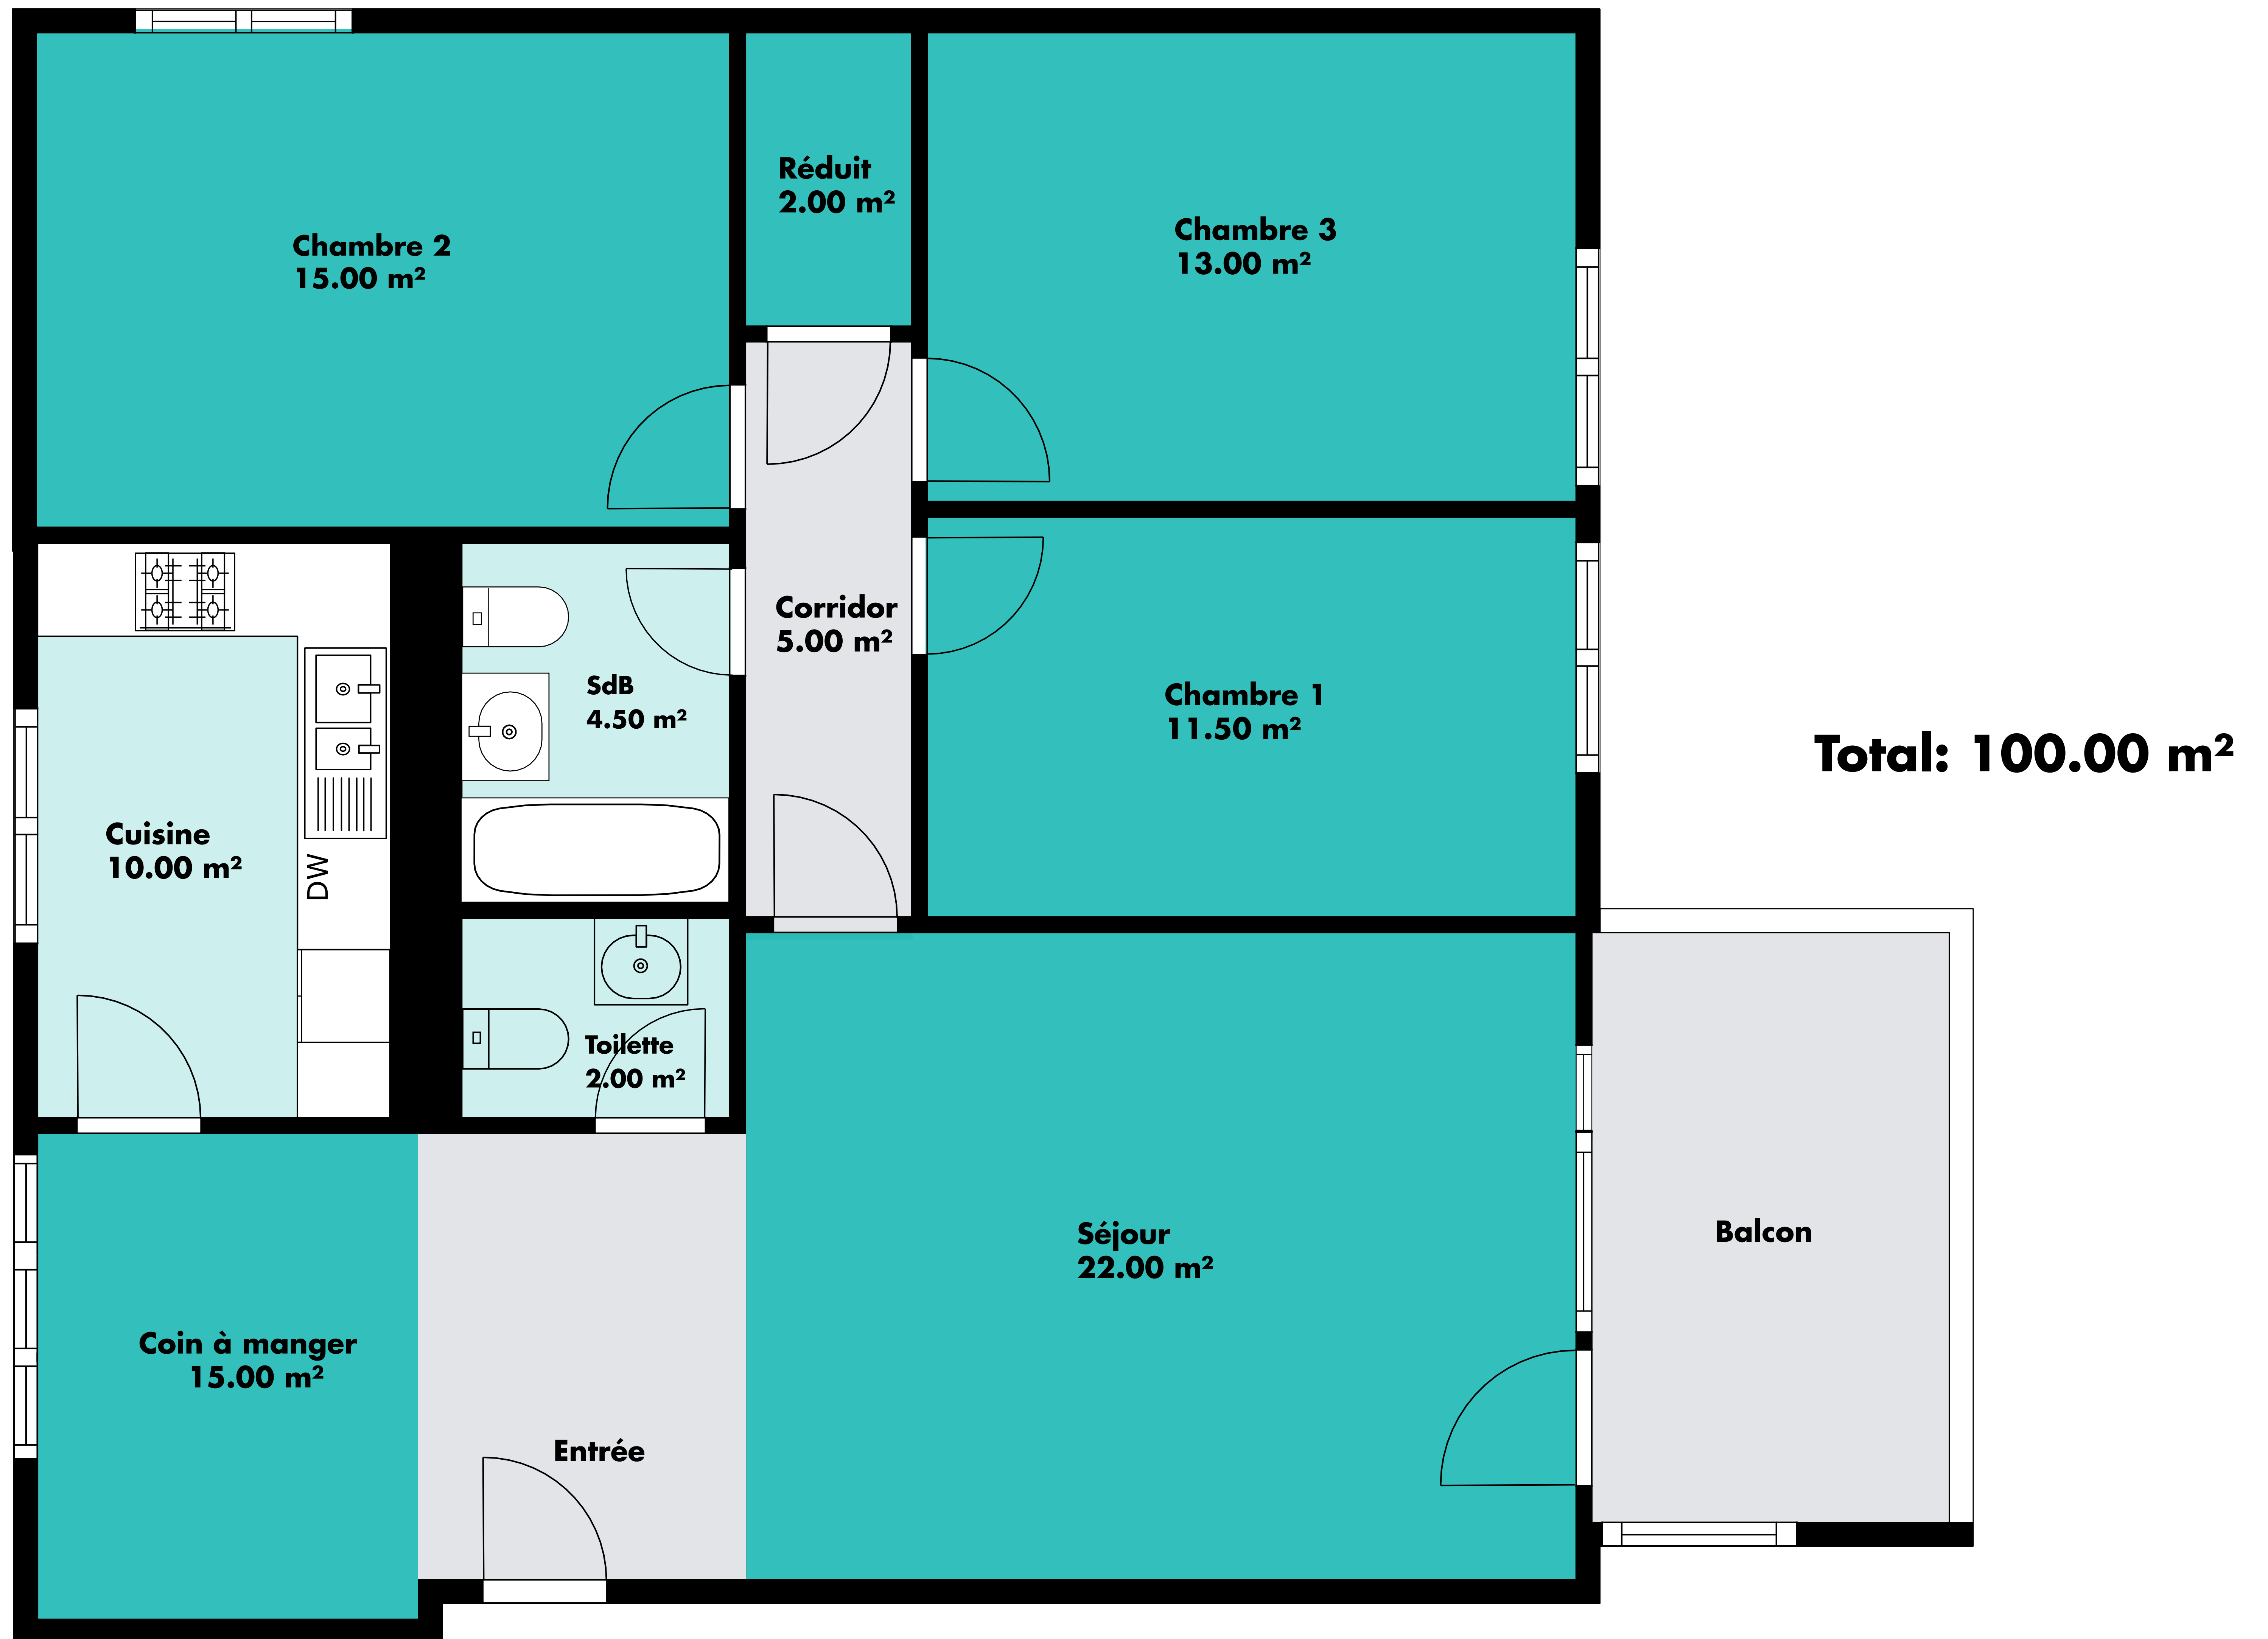 Réduit
2.00 m²
Chambre 3
13.00 m²
Chambre 2
15.00 m²
Corridor
5.00 m²
SdB
4.50 m²
Chambre 1
11.50 m²
Total: 100.00 m²
Cuisine
10.00 m²
DW
Toilette
2.00 m²
Séjour
22.00 m²
Balcon
Coin à manger
15.00 m²
Entrée